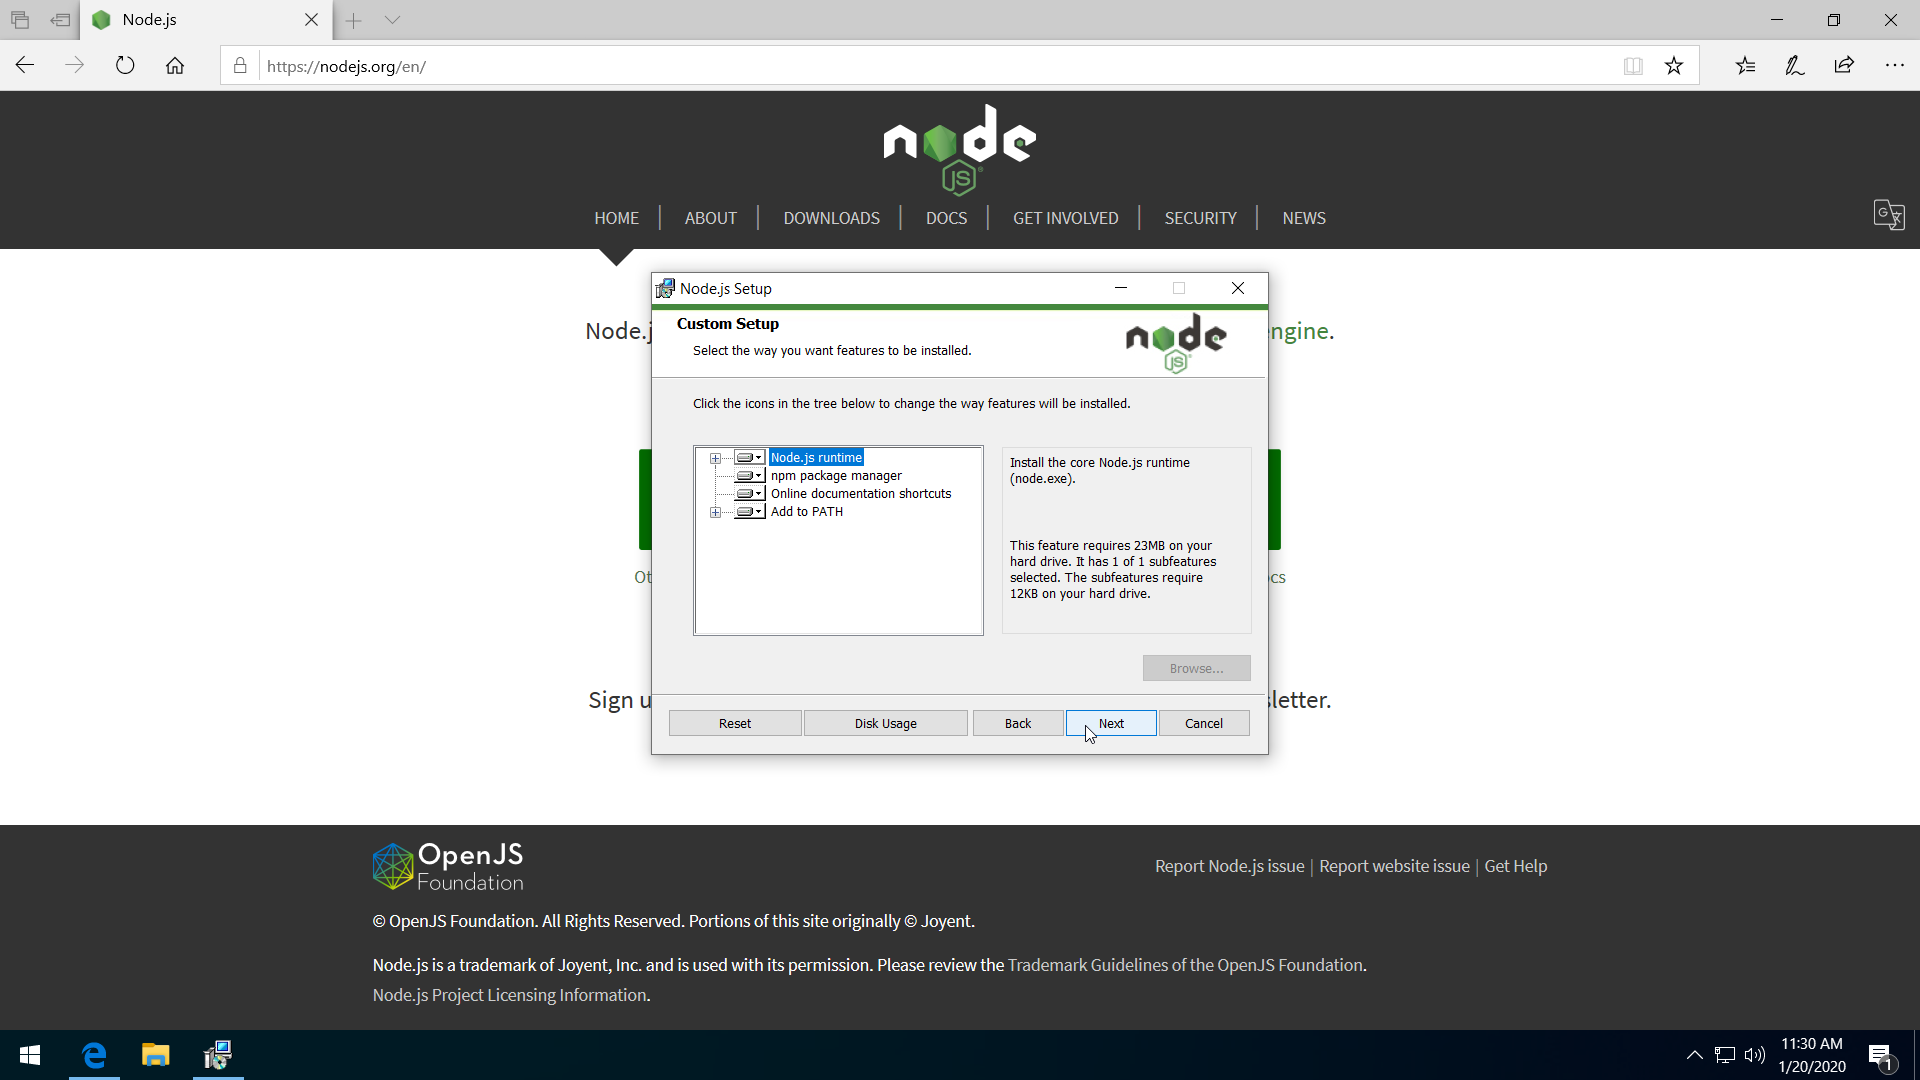 Node.js
https://nodejs.org/en/
node
JS
HOME
ABOUT
DOWNLOADS
DOCS
GET INVOLVED
SECURITY
NEWS
Node.js Setup
Custom Setup
Select the way you want features to be installed.
node
JS
Node.j
engine.
Click the icons in the tree below to change the way features will be installed.
Node.js runtime
npm package manager
Online documentation shortcuts
Add to PATH
Install the core Node.js runtime
(node.exe).
This feature requires 23MB on your
hard drive. It has 1 of 1 subfeatures
selected. The subfeatures require
12KB on your hard drive.
Ot
ocs
Browse...
Sign u
sletter.
Reset
Disk Usage
Back
Next
Cancel
OpenJS
Foundation
Report Node.js issue | Report website issue | Get Help
© OpenJS Foundation. All Rights Reserved. Portions of this site originally © Joyent.
Node.js is a trademark of Joyent, Inc. and is used with its permission. Please review the Trademark Guidelines of the OpenJS Foundation.
Node.js Project Licensing Information.
11:30 AM
1/20/2020
1